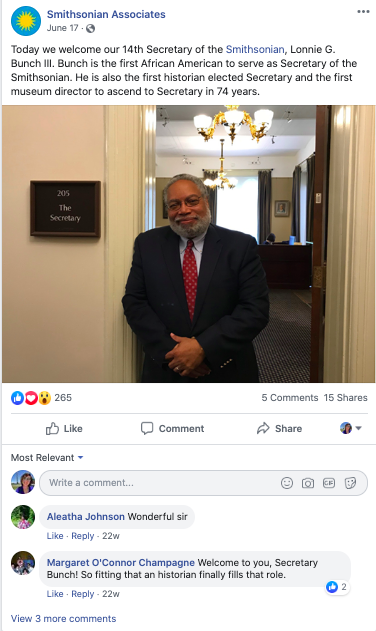 Smithsonian Associates
June 17 ·
Today we welcome our 14th Secretary of the Smithsonian, Lonnie G.
Bunch III. Bunch is the first African American to serve as Secretary of the
Smithsonian. He is also the first historian elected Secretary and the first
museum director to ascend to Secretary in 74 years.
205
The
Secretary
265
5 Comments 15 Shares
Like
Comment
Share
Most Relevant
Write a comment...
GIF
Aleatha Johnson Wonderful sir
Like · Reply · 22w
Margaret O'Connor Champagne Welcome to you, Secretary
Bunch! So fitting that an historian finally fills that role.
2
Like · Reply · 22w
View 3 more comments